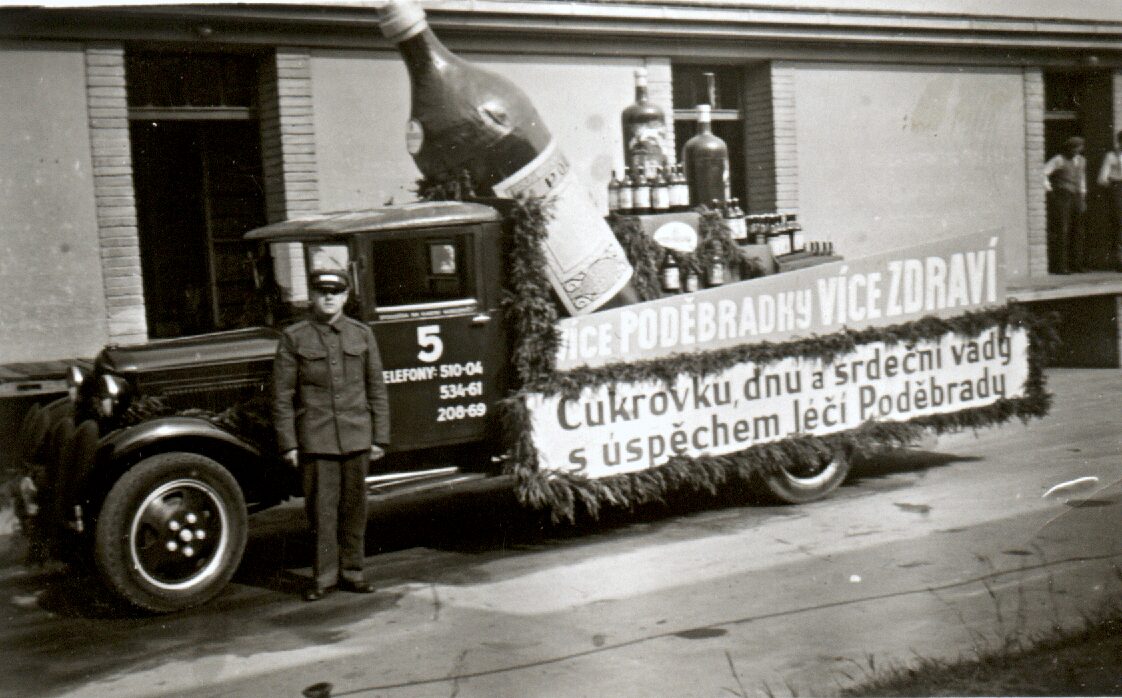 5
TELEFONY: 510-04
534-61
208-69
VÍCE PODĚBRADKY VÍCE ZDRAVÍ
Cukrovku, dnu a srdeční vady
s úspěchem léčí Poděbrady